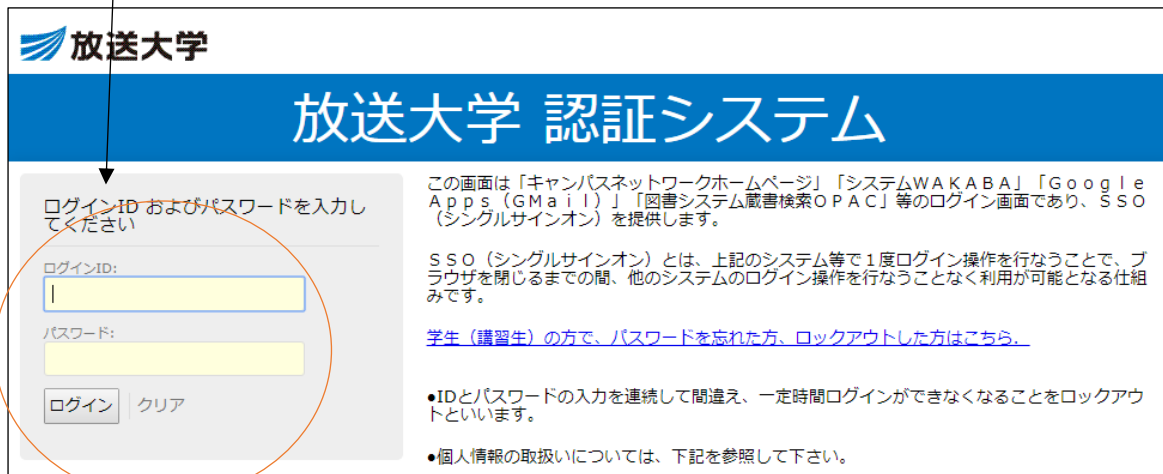 放送大学
放送大学 認証システム
ログインID およびパスワードを入力し
てください
ログインID:
パスワード:
ログイン クリア
この画面は「キャンパスネットワークホームページ」「システムWAKABA」「Ｇｏｏｇｌｅ
Ａｐｐｓ（ＧＭａｉｌ）」「図書システム蔵書検索ＯＰＡＣ」等のログイン画面であり、ＳＳＯ
（シングルサインオン）を提供します。
ＳＳＯ（シングルサインオン）とは、上記のシステム等で１度ログイン操作を行なうことで、ブ
ラウザを閉じるまでの間、他のシステムのログイン操作を行なうことなく利用が可能となる仕組
みです。
学生（講習生）の方で、パスワードを忘れた方、ロックアウトした方はこちら．
●IDとパスワードの入力を連続して間違え、一定時間ログインができなくなることをロックアウ
トといいます。
●個人情報の取扱いについては、下記を参照して下さい。